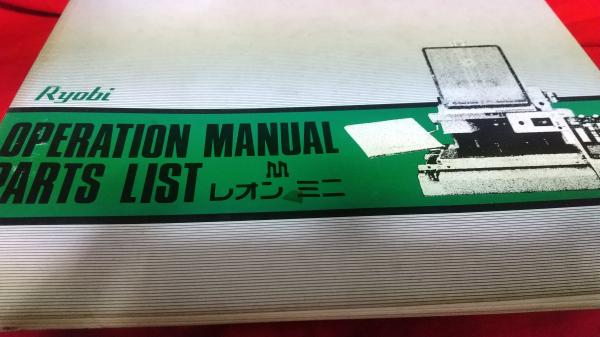 Ryobi
OPERATION MANUAL
PARTS LIST レオン ミニ